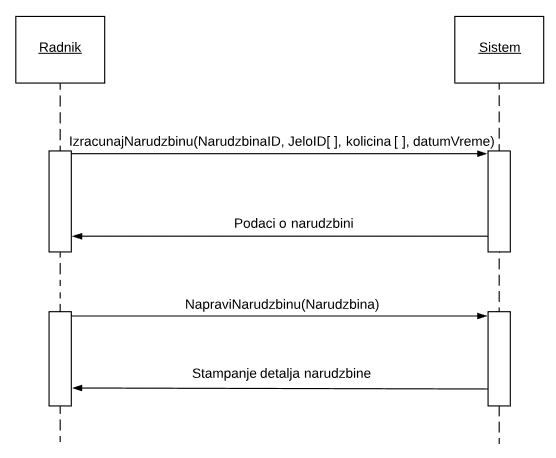 Radnik
Sistem
IzracunajNarudzbinu(NarudzbinaID, JeloID[ ], kolicina [ ], datumVreme)
Podaci o narudzbini
NapraviNarudzbinu(Narudzbina)
Stampanje detalja narudzbine